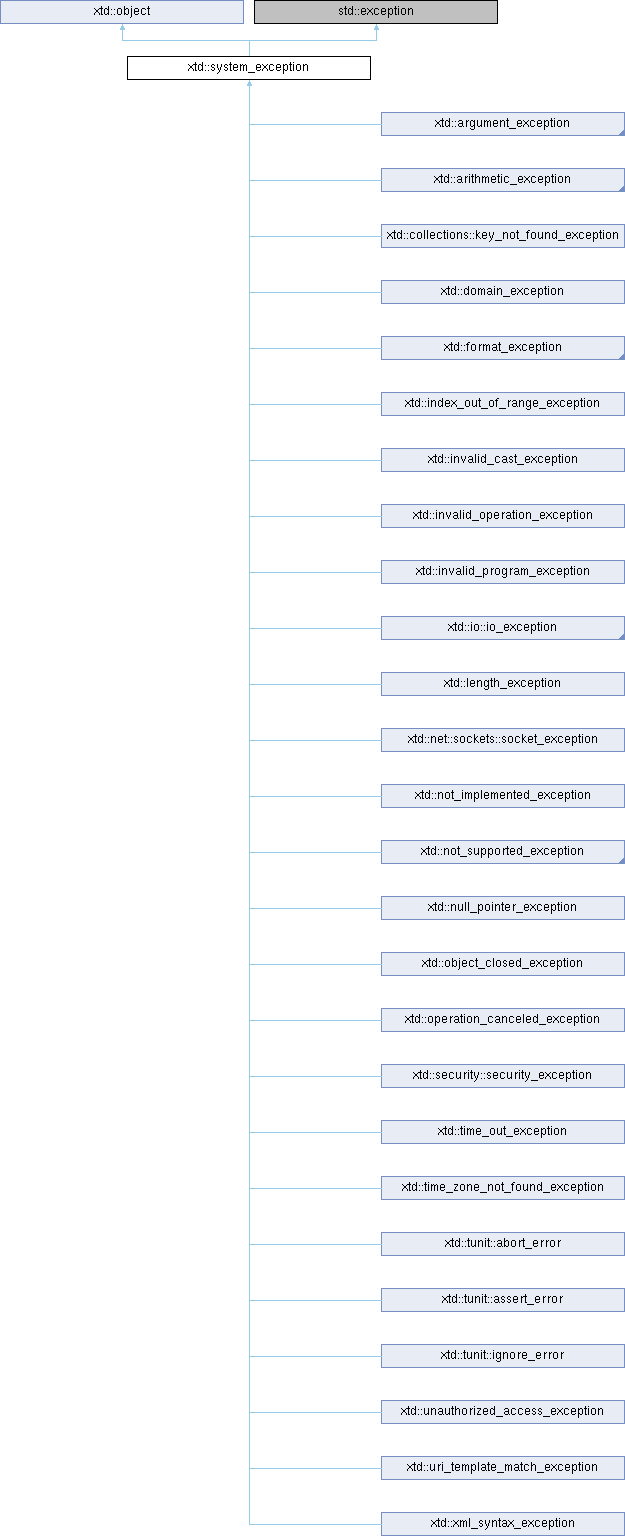 xtd::object
std::exception
xtd::system_exception
xtd::argument_exception
xtd::arithmetic_exception
xtd::collections::key_not_found_exception
xtd::domain_exception
xtd::format_exception
xtd::index_out_of_range_exception
xtd::invalid_cast_exception
xtd::invalid_operation_exception
xtd::invalid_program_exception
xtd::io::io_exception
xtd::length_exception
xtd::net::sockets::socket_exception
xtd::not_implemented_exception
xtd::not_supported_exception
xtd::null_pointer_exception
xtd::object_closed_exception
xtd::operation_canceled_exception
xtd::security::security_exception
xtd::time_out_exception
xtd::time_zone_not_found_exception
xtd::tunit::abort_error
xtd::tunit::assert_error
xtd::tunit::ignore_error
xtd::unauthorized_access_exception
xtd::uri_template_match_exception
xtd::xml_syntax_exception